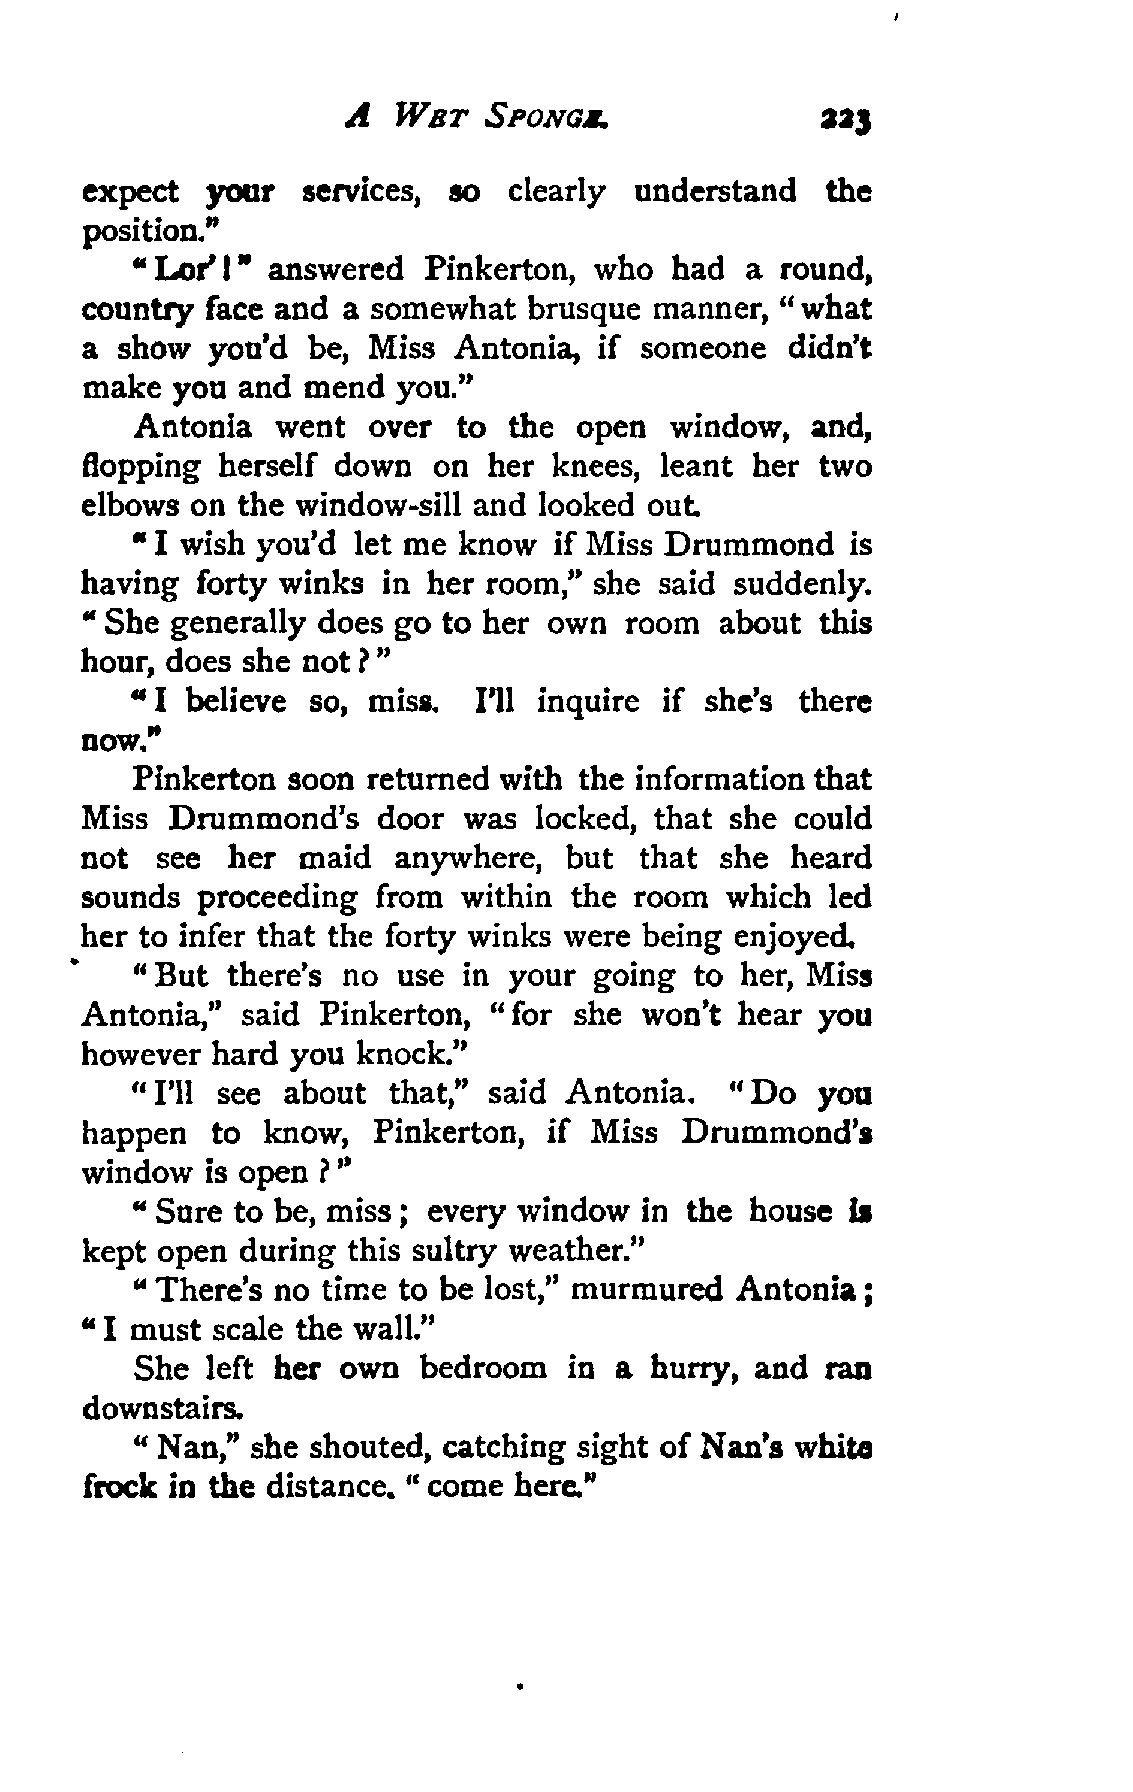 A WET SPONGE. 223
expect your services, so clearly understand the
position."
"Lor'!" answered Pinkerton, who had a round,
country face and a somewhat brusque manner, "what
a show you'd be, Miss Antonia, if someone didn't
make you and mend you."
Antonia went over to the open window, and,
flopping herself down on her knees, leant her two
elbows on the window-sill and looked out.
"I wish you'd let me know if Miss Drummond is
having forty winks in her room," she said suddenly.
"She generally does go to her own room about this
hour, does she not?"
"I believe so, miss. I'll inquire if she's there
now."
Pinkerton soon returned with the information that
Miss Drummond's door was locked, that she could
not see her maid anywhere, but that she heard
sounds proceeding from within the room which led
her to infer that the forty winks were being enjoyed.
"But there's no use in your going to her, Miss
Antonia," said Pinkerton, "for she won't hear you
however hard you knock."
"I'll see about that," said Antonia. "Do you
happen to know, Pinkerton, if Miss Drummond's
window is open?"
"Sure to be, miss; every window in the house is
kept open during this sultry weather."
"There's no time to be lost," murmured Antonia;
"I must scale the wall."
She left her own bedroom in a hurry, and ran
downstairs.
"Nan," she shouted, catching sight of Nan's white
frock in the distance. "come here."